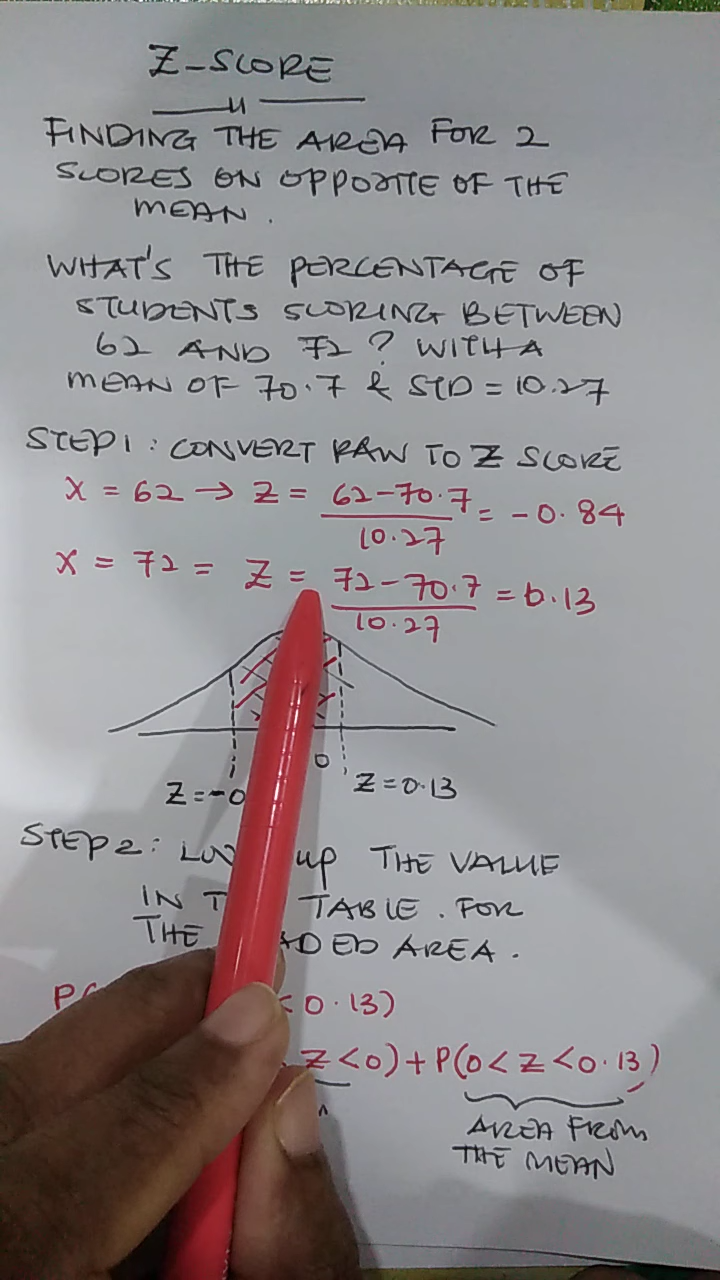 Z-SCORE
FINDING THE AREA FOR 2
SCORES ON OPPOSITE OF THE
MEAN.
WHAT'S THE PERCENTAGE OF
STUDENTS SCORING BETWEEN
62 AND 72? WITH A
MEAN OF 70.7 & STD = 10.27
STEP1: CONVERT RAW TO Z SCORE
X = 62 → Z = 62-70.7/10.27 = -0.84
X = 72 = Z = 72-70.7/10.27 = 0.13
0
Z=-0 Z=0.13
STEP2: up THE VALUE
IN TABLE. FOR
THE AREA.
P( <0.13)
Z<0)+P(0<Z<0.13)
AREA FROM
THE MEAN